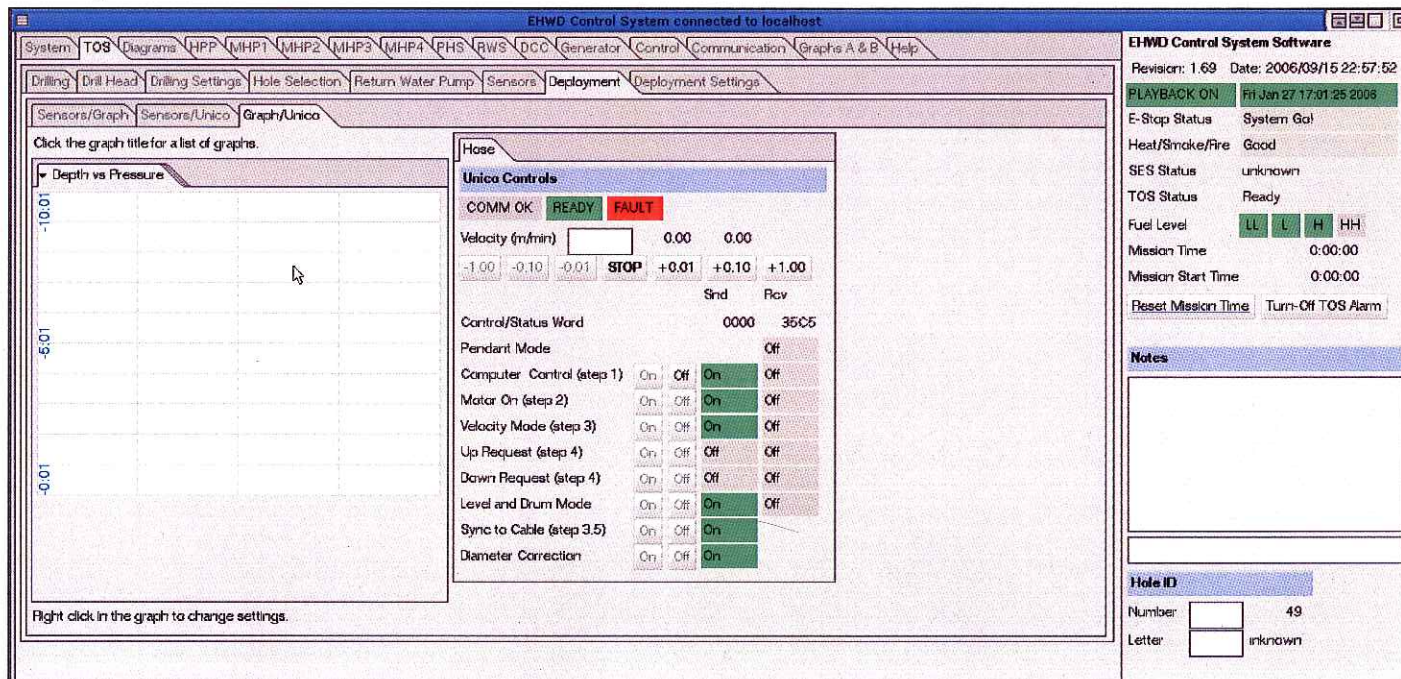 EHWD Control System connected to localhost
System TOS Diagrams HPP MHP1 MHP2 MHP3 MHP4 PHS RWS DCC Generator Control Communication Graphs A & B Help
Drilling Drill Head Drilling Settings Hole Selection Return Water Pump Sensors Deployment Deployment Settings
Sensors/Graph Sensors/Unico Graph/Unico
Click the graph title for a list of graphs.
Depth vs Pressure
-10:01
-5:01
-0:01
Right click in the graph to change settings.
Hose
Unico Controls
COMM OK READY FAULT
Velocity (m/min) 0.00 0.00
-1.00 -0.10 -0.01 STOP +0.01 +0.10 +1.00
Snd Rcv
Control/Status Word 0000 35C5
Pendant Mode Off
Computer Control (step 1) On Off On Off
Motor On (step 2) On Off On Off
Velocity Mode (step 3) On Off On Off
Up Request (step 4) On Off Off Off
Down Request (step 4) On Off Off Off
Level and Drum Mode On Off On Off
Sync to Cable (step 3.5) On Off On
Diameter Correction On Off On
EHWD Control System Software
Revision: 1.69 Date: 2006/09/15 22:57:52
PLAYBACK ON Fri Jan 27 17:01:25 2006
E-Stop Status System Go!
Heat/Smoke/Fire Good
SES Status unknown
TOS Status Ready
Fuel Level LL L H HH
Mission Time 0:00:00
Mission Start Time 0:00:00
Reset Mission Time Turn-Off TOS Alarm
Notes
Hole ID
Number 49
Letter inknown